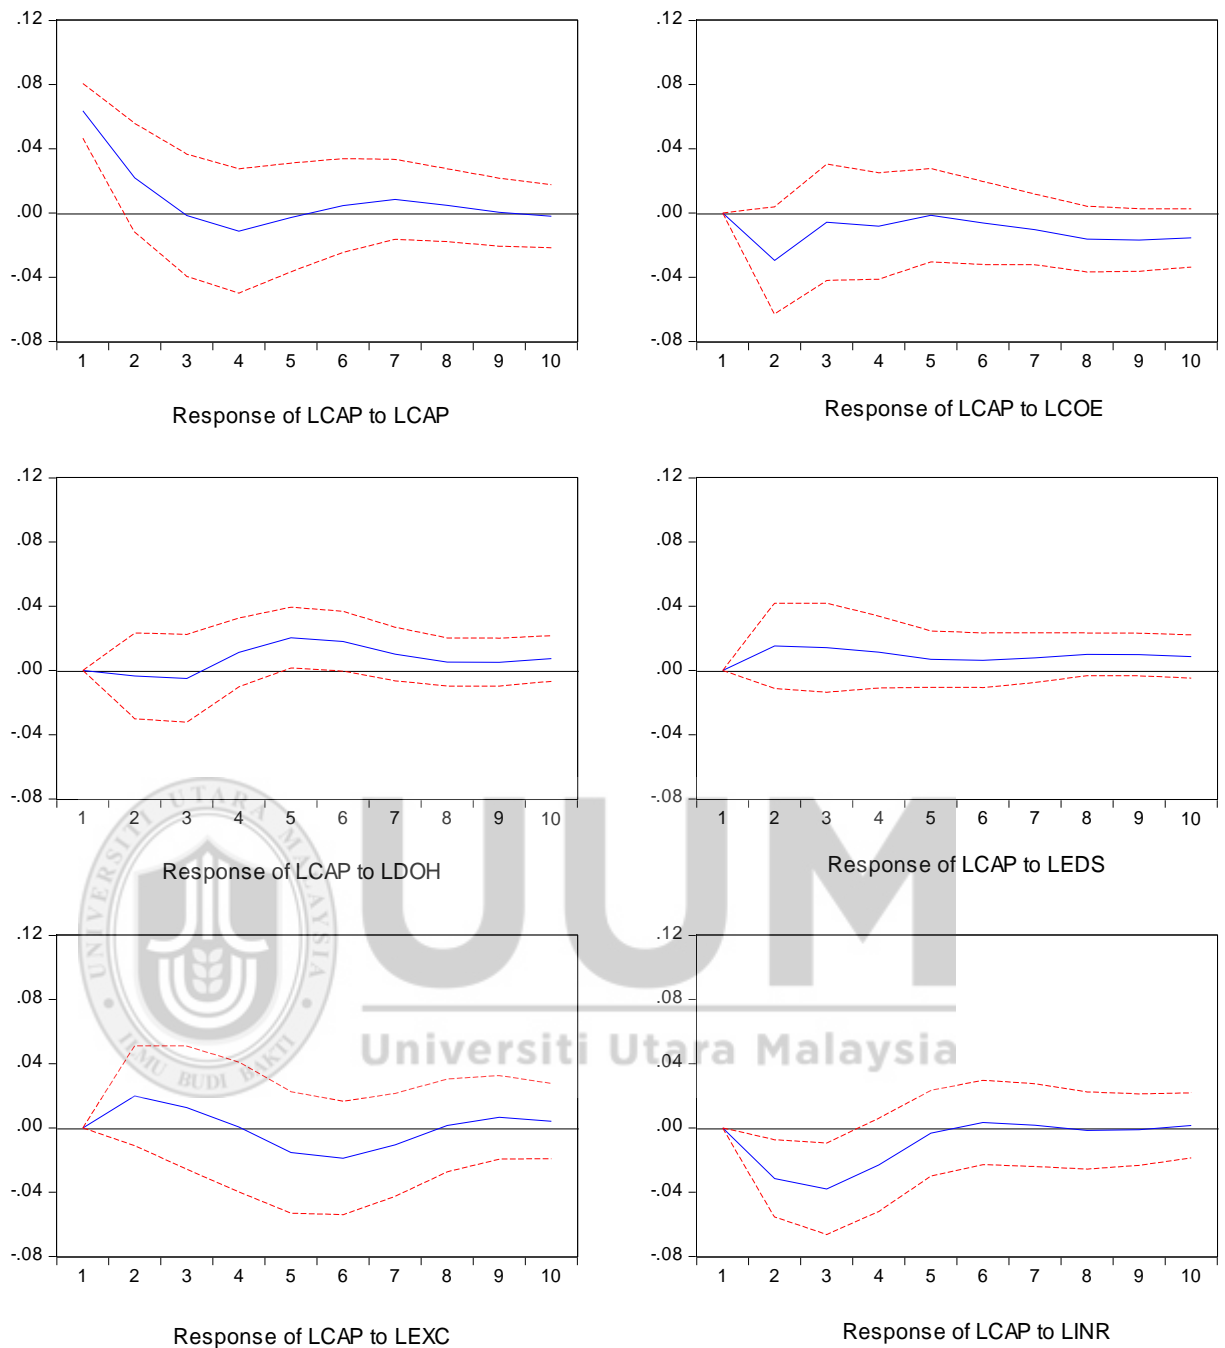 .12 .08 .04 .00 -.04 -.08
1 2 3 4 5 6 7 8 9 10
Response of LCAP to LCAP
.12 .08 .04 .00 -.04 -.08
1 2 3 4 5 6 7 8 9 10
Response of LCAP to LCOE
.12 .08 .04 .00 -.04 -.08
1 2 3 4 5 6 7 8 9 10
Response of LCAP to LDOH
.12 .08 .04 .00 -.04 -.08
1 2 3 4 5 6 7 8 9 10
Response of LCAP to LEDS
UNIVERSITI UTARA MALAYSIA
ILMU BUDI BAKTI
UUM
Universiti Utara Malaysia
.12 .08 .04 .00 -.04 -.08
1 2 3 4 5 6 7 8 9 10
Response of LCAP to LEXC
.12 .08 .04 .00 -.04 -.08
1 2 3 4 5 6 7 8 9 10
Response of LCAP to LINR